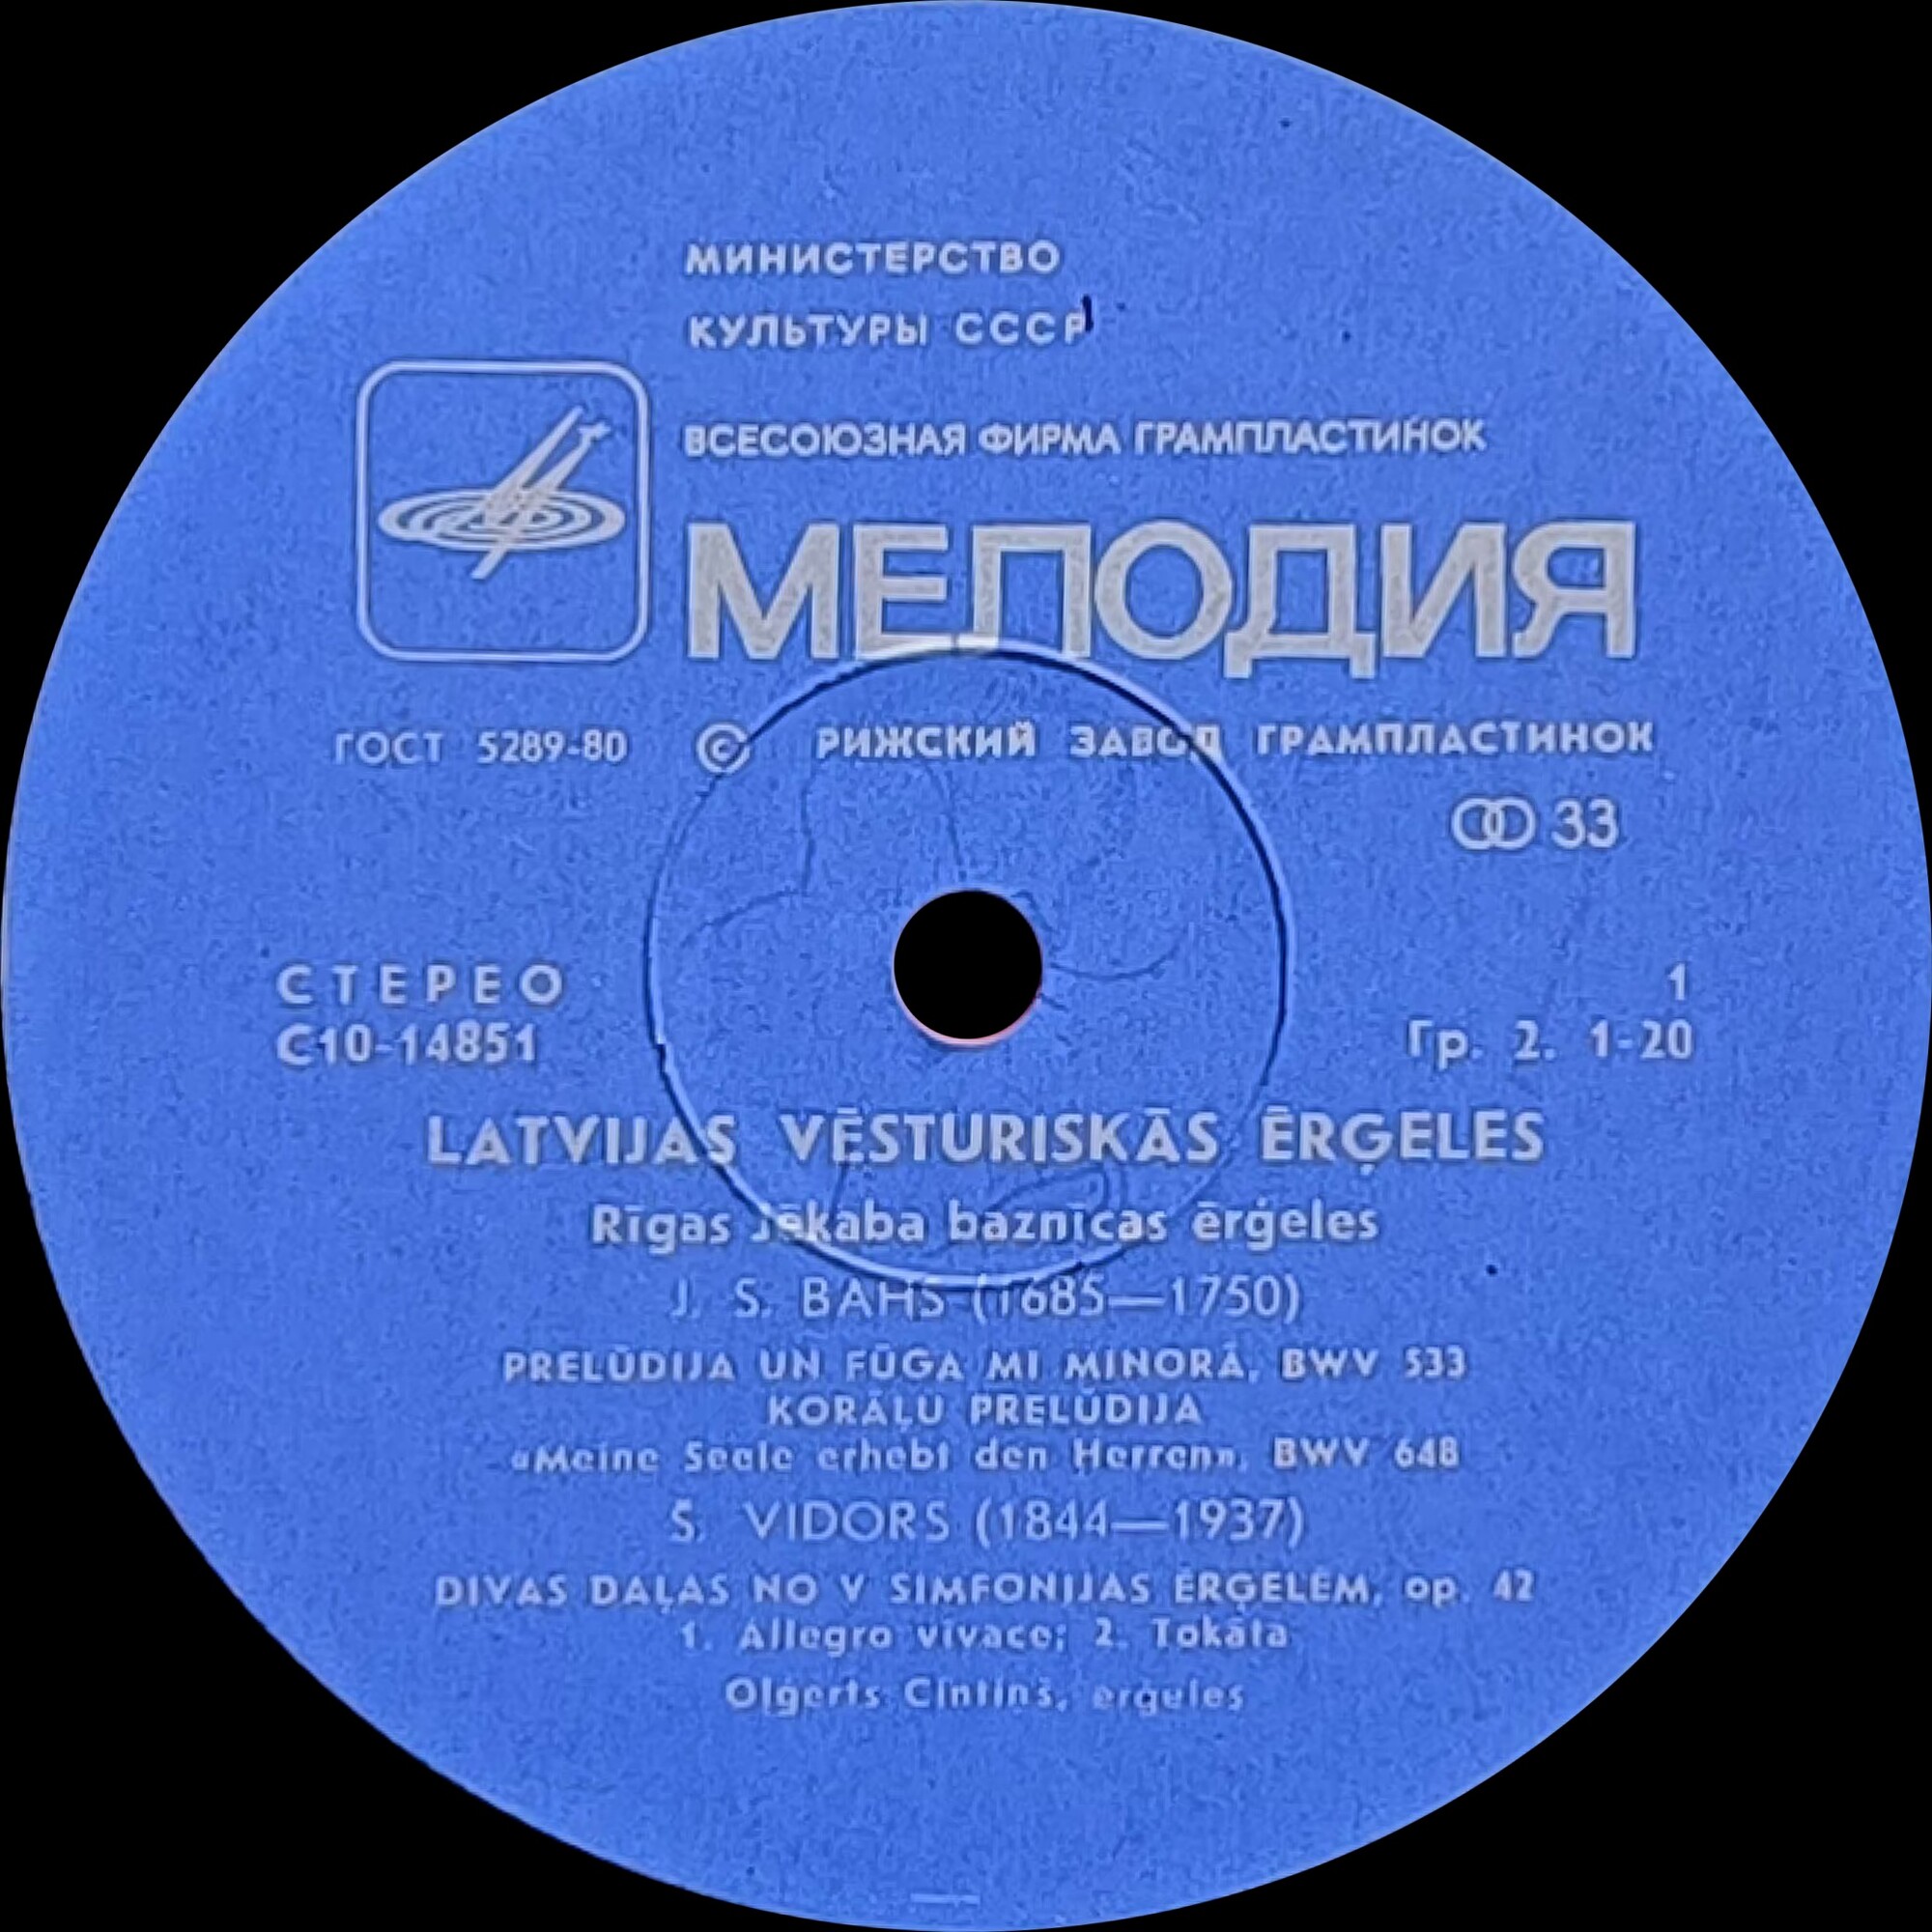 МИНИСТЕРСТВО
КУЛЬТУРЫ СССР
ВСЕСОЮЗНАЯ ФИРМА ГРАМПЛАСТИНОК
МЕЛОДИЯ
ГОСТ 5289-80 © РИЖСКИЙ ЗАВОД ГРАМПЛАСТИНОК
33
СТЕРЕО 1
С10-14851 Гр. 2. 1-20
LATVIJAS VĒSTURISKĀS ĒRĢELES
Rīgas Jēkaba baznīcas ērģeles
J. S. BAHS (1685—1750)
PRELŪDIJA UN FŪGA MI MINORĀ, BWV 533
KORĀĻU PRELŪDIJA
«Meine Seele erhebt den Herren», BWV 648
Š. VIDORS (1844—1937)
DIVAS DAĻAS NO V SIMFONIJAS ĒRĢELĒM, op. 42
1. Allegro vivace; 2. Tokāta
Oļģerts Cintiņš, ērģeles